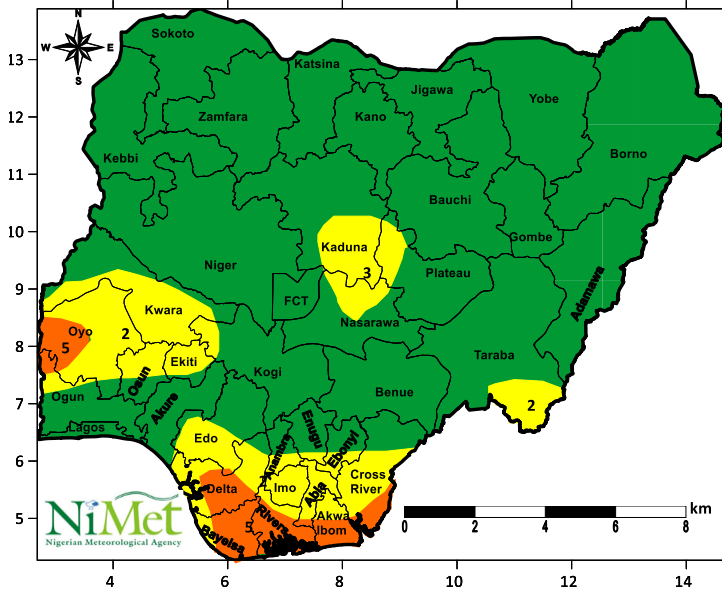 N
W E
S
Sokoto
Katsina
Jigawa
Yobe
Zamfara
Kano
Kebbi
Borno
Bauchi
Kaduna
Gombe
Niger
3
Plateau
FCT
Adamawa
Kwara
Nasarawa
Oyo
2
5
Taraba
Ekiti
Osun
Kogi
Ogun
Benue
Akure
2
Lagos
Edo
Anambra
Enugu
Ebonyi
Delta
Imo
Abia
Cross
River
Rivers
5
Akwa
Ibom
Bayelsa
NiMet
Nigerian Meteorological Agency
km
0 2 4 6 8
13
12
11
10
9
8
7
6
5
4 6 8 10 12 14